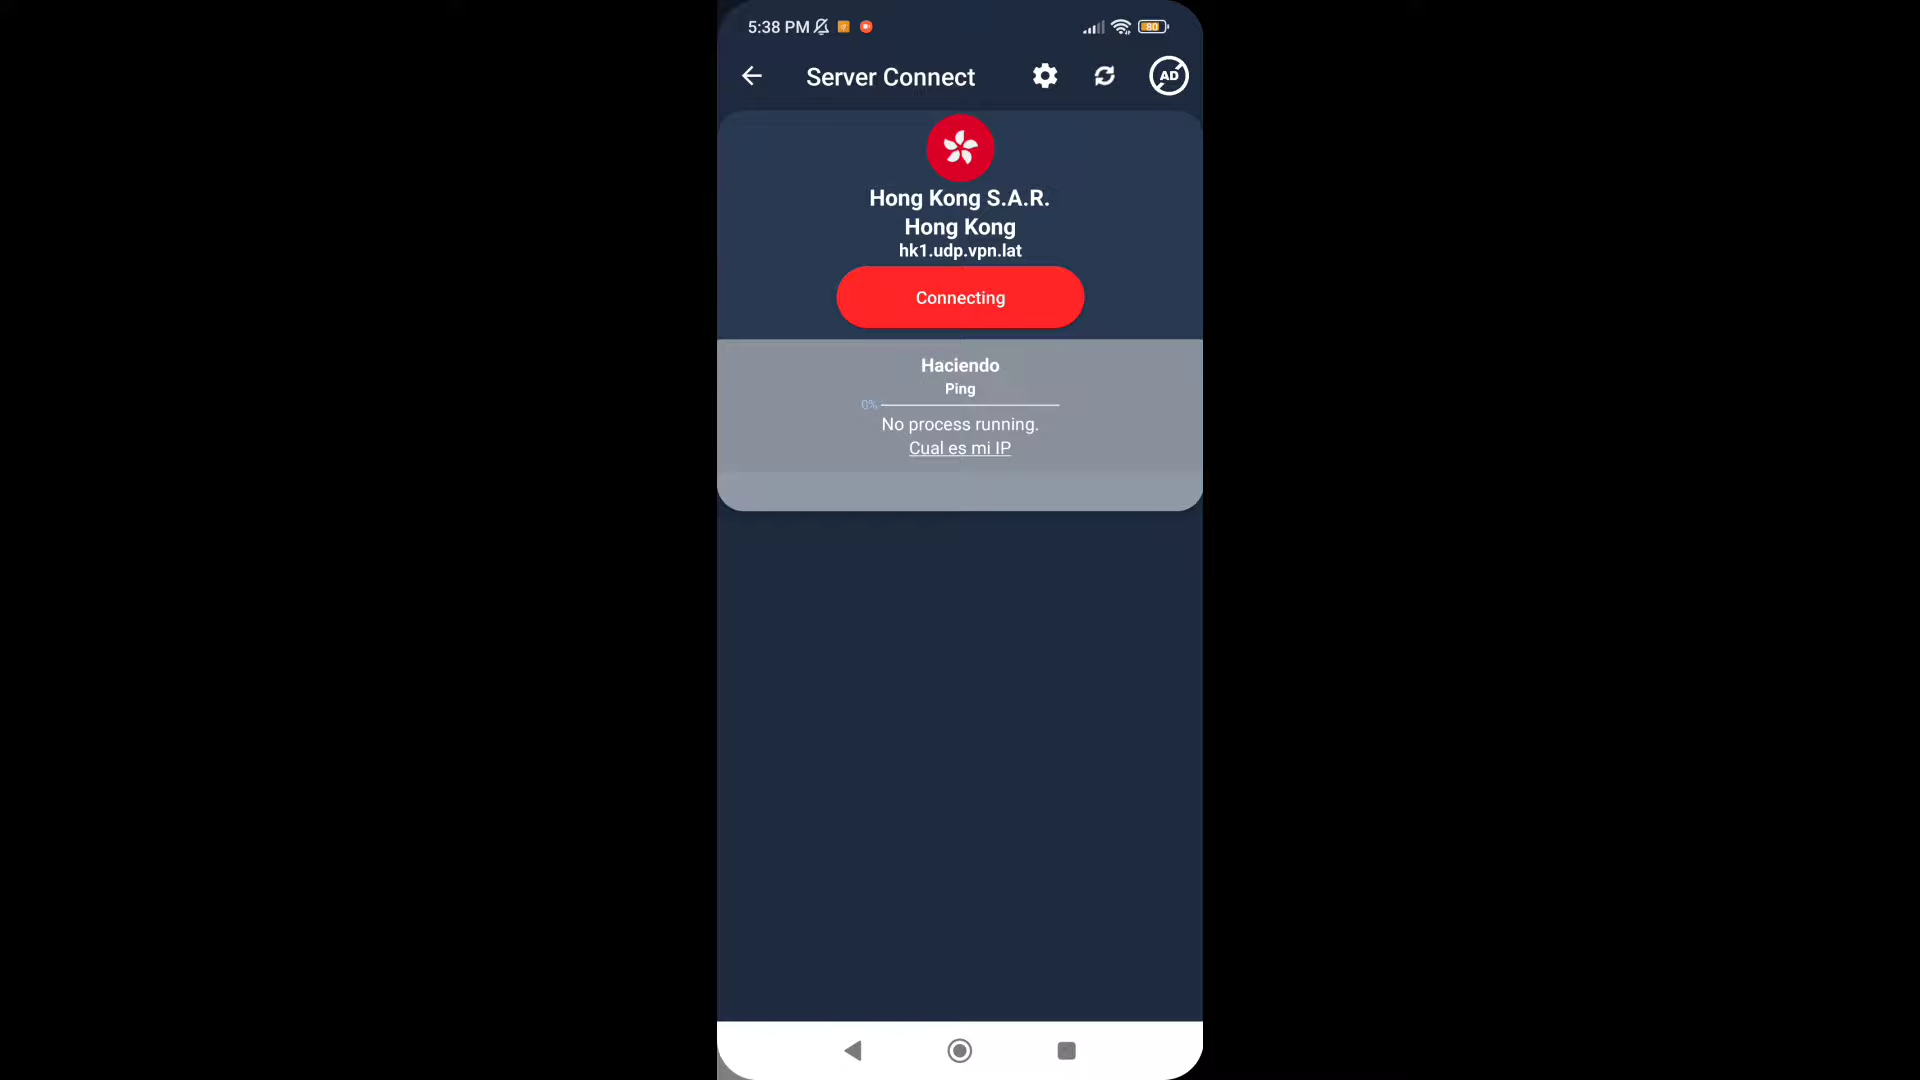 5:38 PM
80
Server Connect
AD
Hong Kong S.A.R.
Hong Kong
hk1.udp.vpn.lat
Connecting
Haciendo
Ping
0%
No process running.
Cual es mi IP